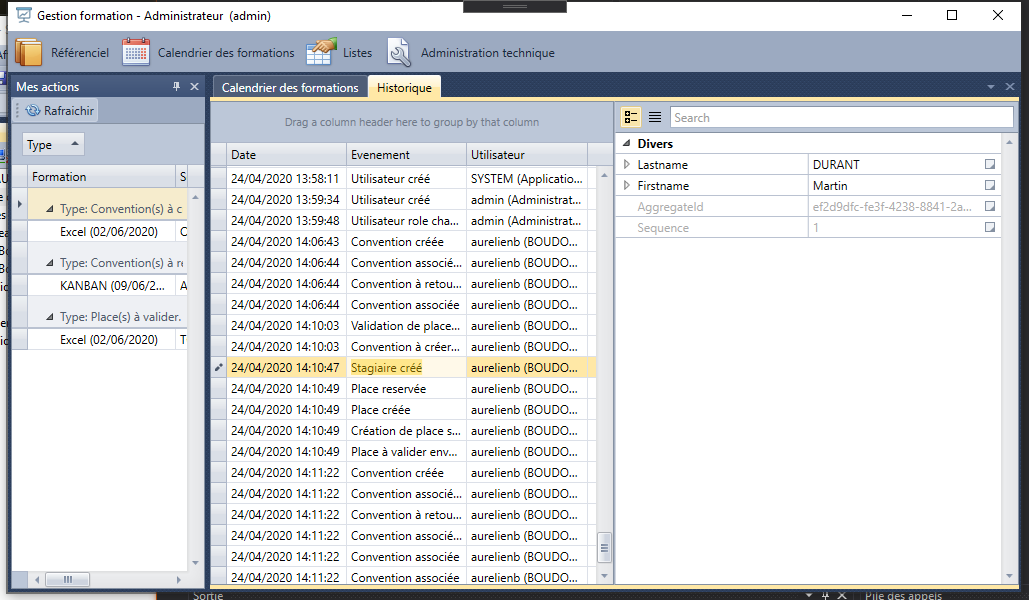 Gestion formation - Administrateur (admin)
Référenciel
Calendrier des formations
Listes
Administration technique
Mes actions
Rafraichir
Type
Formation S
Type: Convention(s) à c
Excel (02/06/2020)
Type: Convention(s) à re
KANBAN (09/06/2... A
Type: Place(s) à valider.
Excel (02/06/2020) T
Calendrier des formations
Historique
Drag a column header here to group by that column
Date Evenement Utilisateur
24/04/2020 13:58:11 Utilisateur créé SYSTEM (Applicatio...
24/04/2020 13:59:34 Utilisateur créé admin (Administrat...
24/04/2020 13:59:48 Utilisateur role cha... admin (Administrat...
24/04/2020 14:06:43 Convention créée aurelienb (BOUDO...
24/04/2020 14:06:44 Convention associé... aurelienb (BOUDO...
24/04/2020 14:06:44 Convention à retou... aurelienb (BOUDO...
24/04/2020 14:06:44 Convention associée aurelienb (BOUDO...
24/04/2020 14:10:03 Validation de place... aurelienb (BOUDO...
24/04/2020 14:10:03 Convention à créer... aurelienb (BOUDO...
24/04/2020 14:10:47 Stagiaire créé aurelienb (BOUDO...
24/04/2020 14:10:49 Place reservée aurelienb (BOUDO...
24/04/2020 14:10:49 Place créée aurelienb (BOUDO...
24/04/2020 14:10:49 Création de place s... aurelienb (BOUDO...
24/04/2020 14:10:49 Place à valider env... aurelienb (BOUDO...
24/04/2020 14:11:22 Convention créée aurelienb (BOUDO...
24/04/2020 14:11:22 Convention associé... aurelienb (BOUDO...
24/04/2020 14:11:22 Convention à retou... aurelienb (BOUDO...
24/04/2020 14:11:22 Convention associé... aurelienb (BOUDO...
24/04/2020 14:11:22 Convention associée aurelienb (BOUDO...
24/04/2020 14:11:22 Convention associée aurelienb (BOUDO...
Search
Divers
Lastname DURANT
Firstname Martin
AggregateId ef2d9dfc-fe3f-4238-8841-2a...
Sequence 1
Sortie
Pile des appels